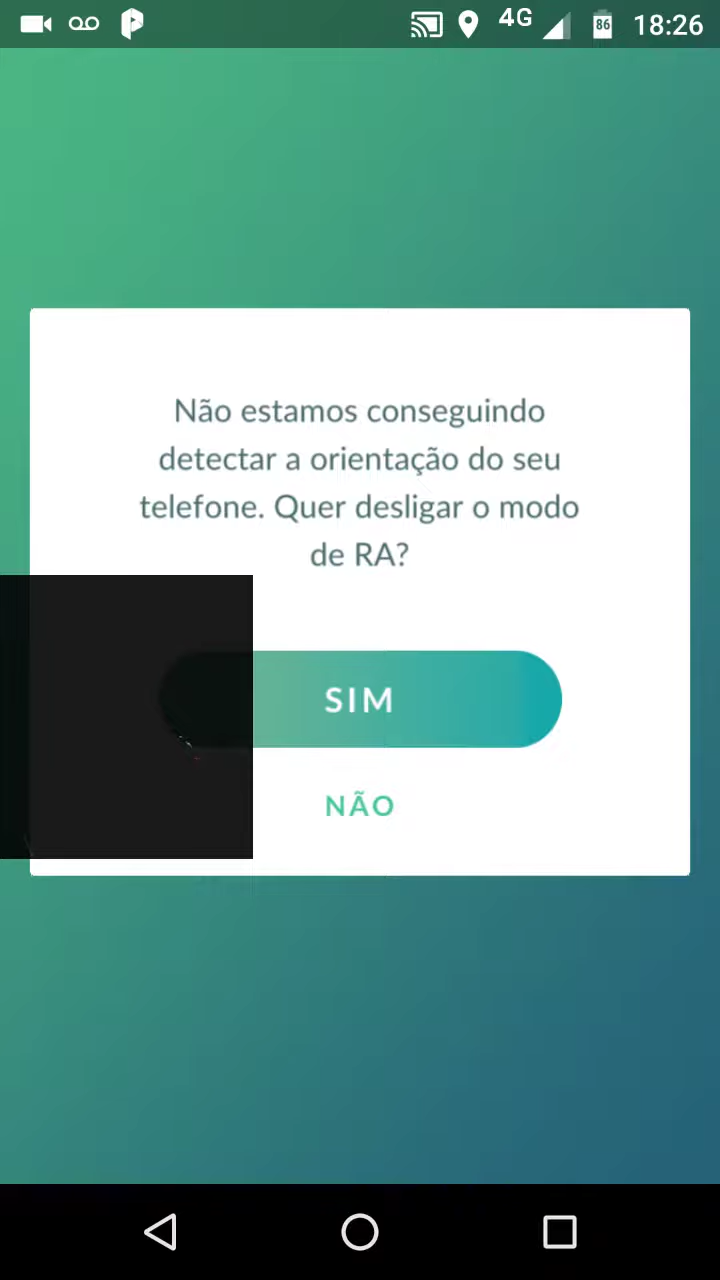 4G 86 18:26
Não estamos conseguindo
detectar a orientação do seu
telefone. Quer desligar o modo
de RA?
SIM
NÃO